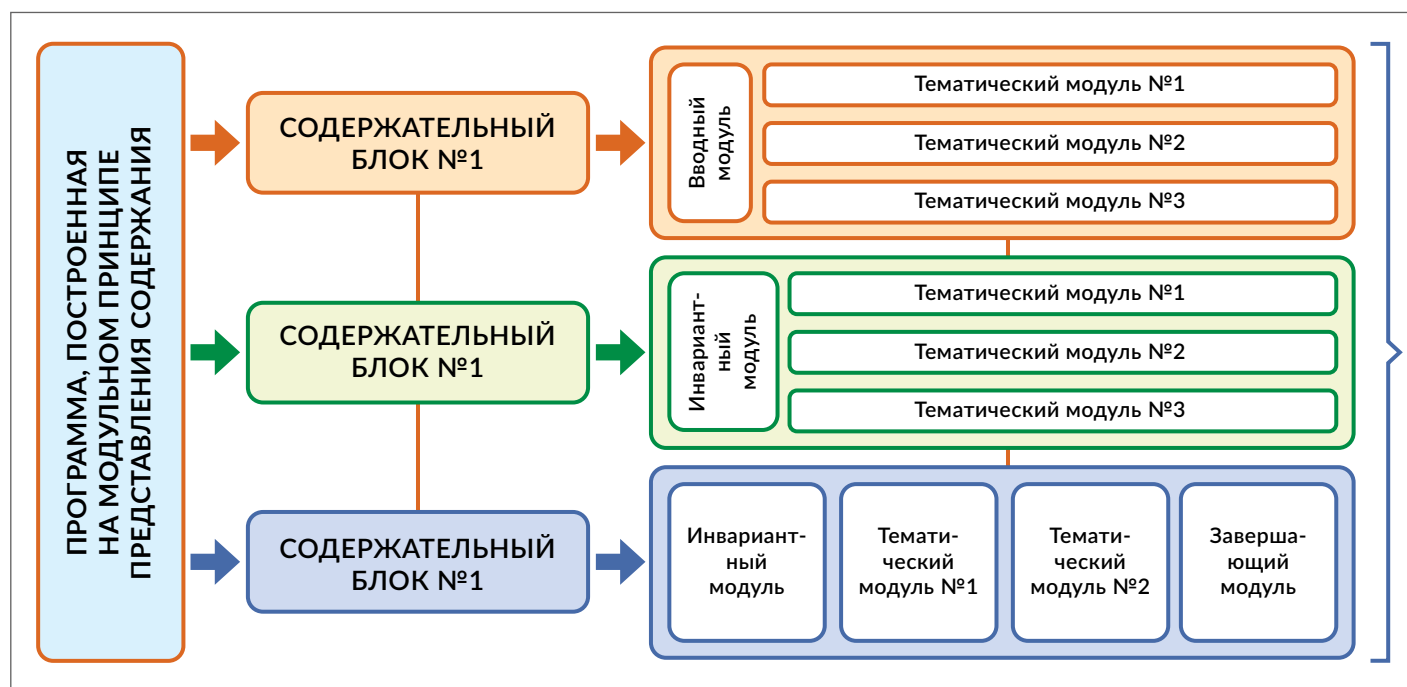 ПРОГРАММА, ПОСТРОЕННАЯ
НА МОДУЛЬНОМ ПРИНЦИПЕ
ПРЕДСТАВЛЕНИЯ СОДЕРЖАНИЯ
СОДЕРЖАТЕЛЬНЫЙ
БЛОК №1
Вводный
модуль
Тематический модуль №1
Тематический модуль №2
Тематический модуль №3
СОДЕРЖАТЕЛЬНЫЙ
БЛОК №1
Инвариант-
ный
модуль
Тематический модуль №1
Тематический модуль №2
Тематический модуль №3
СОДЕРЖАТЕЛЬНЫЙ
БЛОК №1
Инвариант-
ный
модуль
Темати-
ческий
модуль №1
Темати-
ческий
модуль №2
Заверша-
ющий
модуль